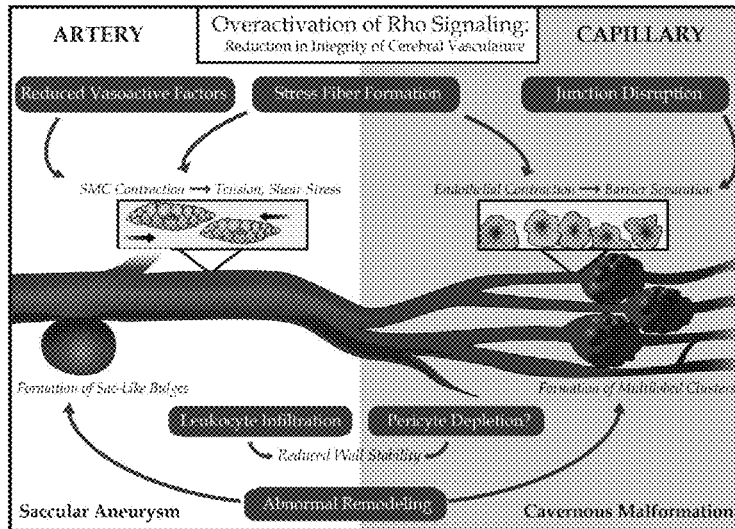 ARTERY
Overactivation of Rho Signaling:
Reduction in Integrity of Cerebral Vasculature
CAPILLARY
Reduced Vasoactive Factors
Stress Fiber Formation
Junction Disruption
SMC Contraction → Tension, Shear Stress
Endothelial Contraction → Barrier Separation
Formation of Sac-Like Bulges
Formation of Multilobed Clusters
Leukocyte Infiltration
Pericyte Depletion?
Reduced Wall Stability
Abnormal Remodeling
Saccular Aneurysm
Cavernous Malformation